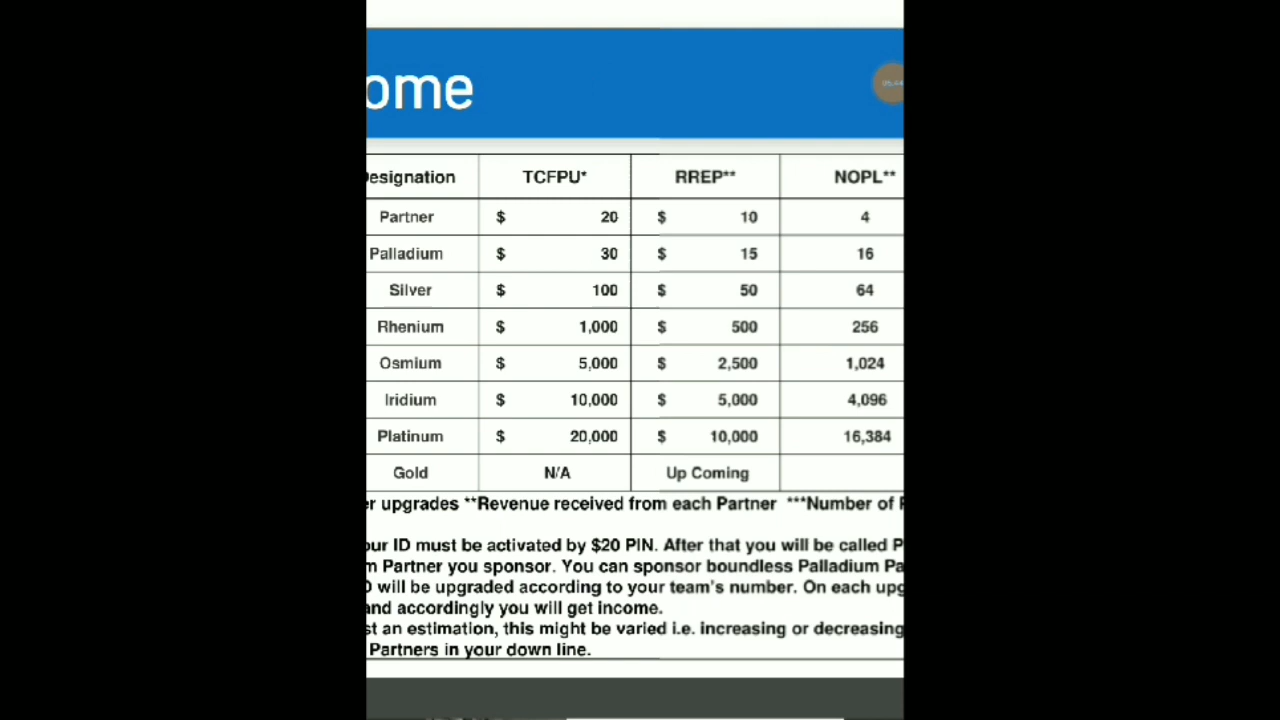 ome
esignation TCFPU* RREP** NOPL**
Partner $ 20 $ 10 4
Palladium $ 30 $ 15 16
Silver $ 100 $ 50 64
Rhenium $ 1,000 $ 500 256
Osmium $ 5,000 $ 2,500 1,024
Iridium $ 10,000 $ 5,000 4,096
Platinum $ 20,000 $ 10,000 16,384
Gold N/A Up Coming
er upgrades **Revenue received from each Partner ***Number of
our ID must be activated by $20 PIN. After that you will be called P
m Partner you sponsor. You can sponsor boundless Palladium Pa
D will be upgraded according to your team's number. On each upg
and accordingly you will get income.
st an estimation, this might be varied i.e. increasing or decreasing
Partners in your down line.